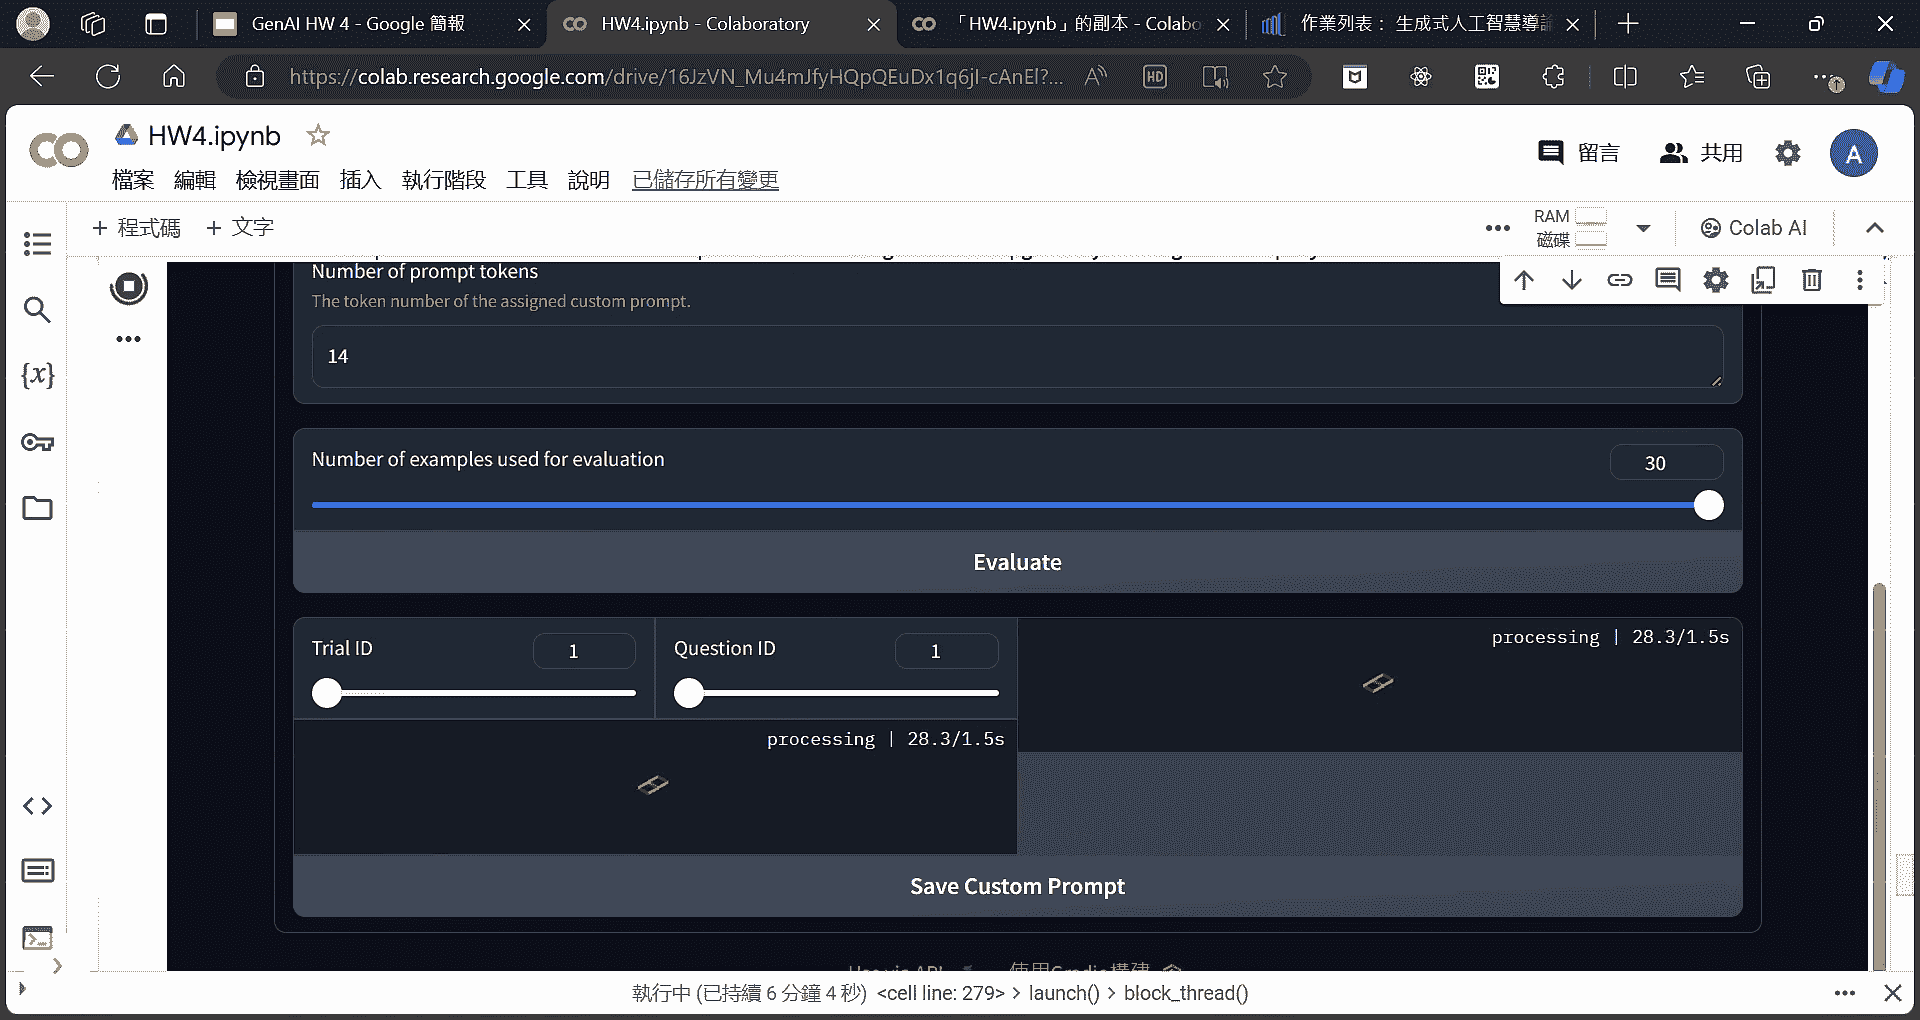 GenAI HW 4 - Google 簡報
HW4.ipynb - Colaboratory
「HW4.ipynb」的副本 - Colabo
作業列表： 生成式人工智慧導論
https://colab.research.google.com/drive/16JzVN_Mu4mJfyHQpQEuDx1q6jI-cAnEl?...
HD
HW4.ipynb
留言
共用
A
檔案 編輯 檢視畫面 插入 執行階段 工具 說明 已儲存所有變更
+ 程式碼 + 文字
RAM
磁碟
Colab AI
Number of prompt tokens
The token number of the assigned custom prompt.
14
Number of examples used for evaluation
30
Evaluate
Trial ID
1
Question ID
1
processing | 28.3/1.5s
processing | 28.3/1.5s
Save Custom Prompt
執行中 (已持續 6 分鐘 4 秒) <cell line: 279> > launch() > block_thread()